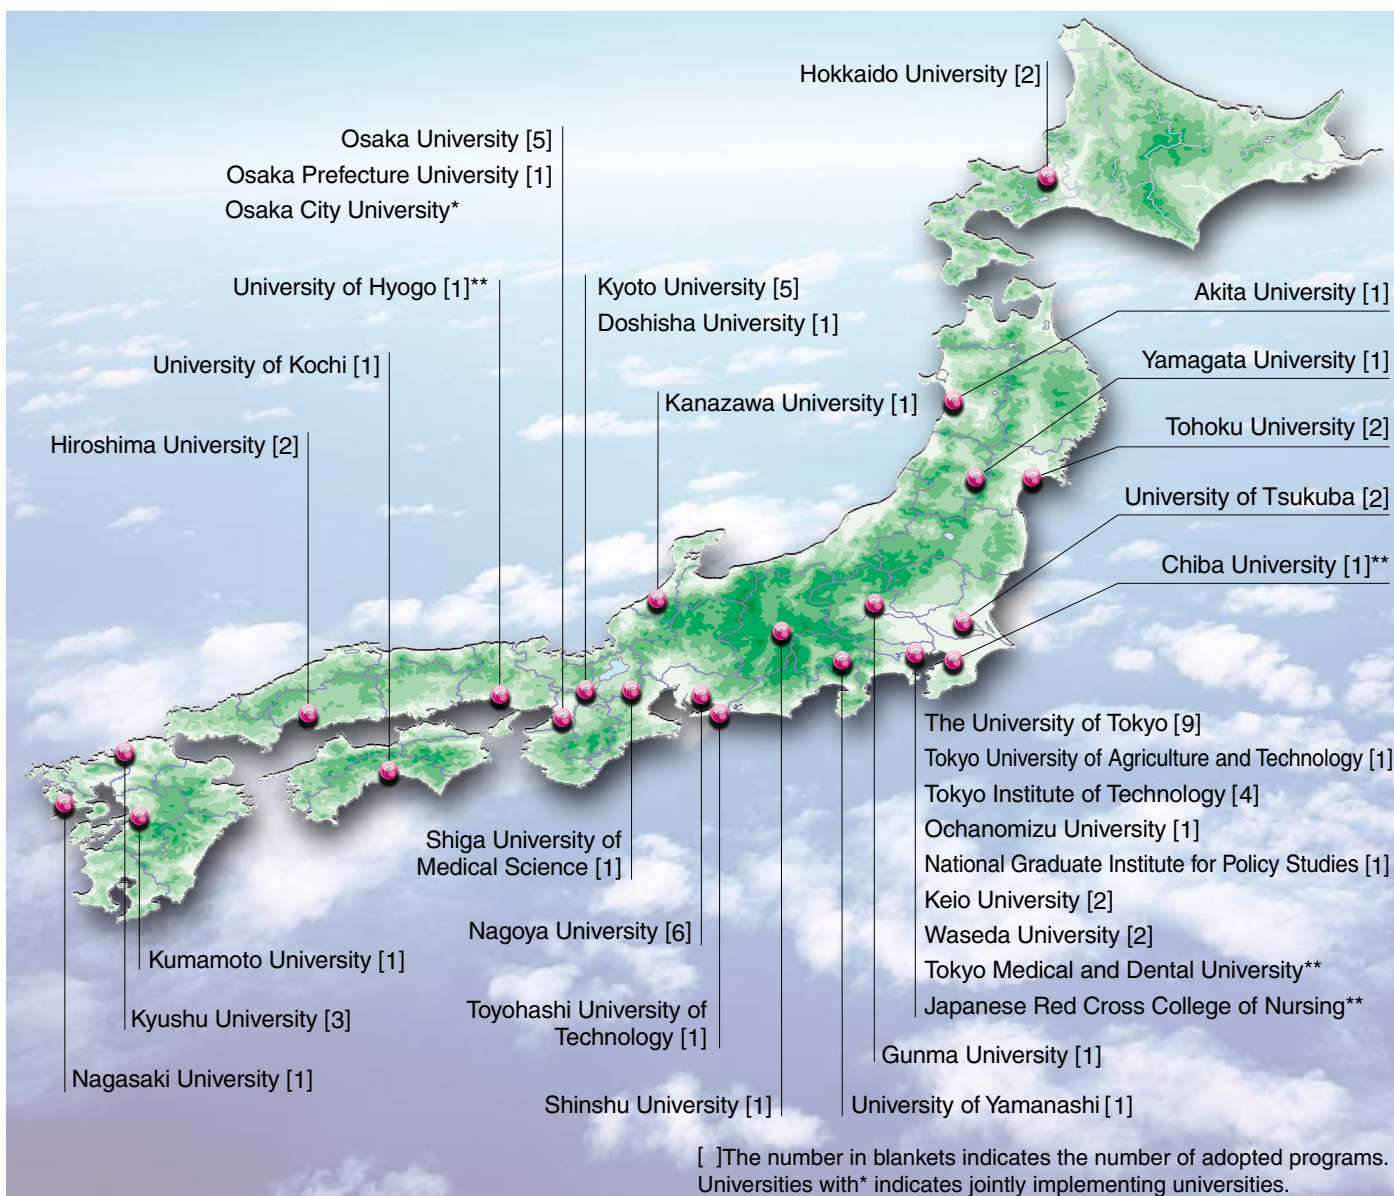 Hokkaido University [2]
Osaka University [5]
Osaka Prefecture University [1]
Osaka City University*
University of Hyogo [1]**
Kyoto University [5]
Doshisha University [1]
Akita University [1]
University of Kochi [1]
Yamagata University [1]
Kanazawa University [1]
Hiroshima University [2]
Tohoku University [2]
University of Tsukuba [2]
Chiba University [1]**
The University of Tokyo [9]
Tokyo University of Agriculture and Technology [1]
Tokyo Institute of Technology [4]
Ochanomizu University [1]
National Graduate Institute for Policy Studies [1]
Keio University [2]
Waseda University [2]
Tokyo Medical and Dental University**
Japanese Red Cross College of Nursing**
Shiga University of
Medical Science [1]
Nagoya University [6]
Kumamoto University [1]
Toyohashi University of
Technology [1]
Kyushu University [3]
Gunma University [1]
Nagasaki University [1]
Shinshu University [1]
University of Yamanashi [1]
[ ]The number in blankets indicates the number of adopted programs.
Universities with* indicates jointly implementing universities.